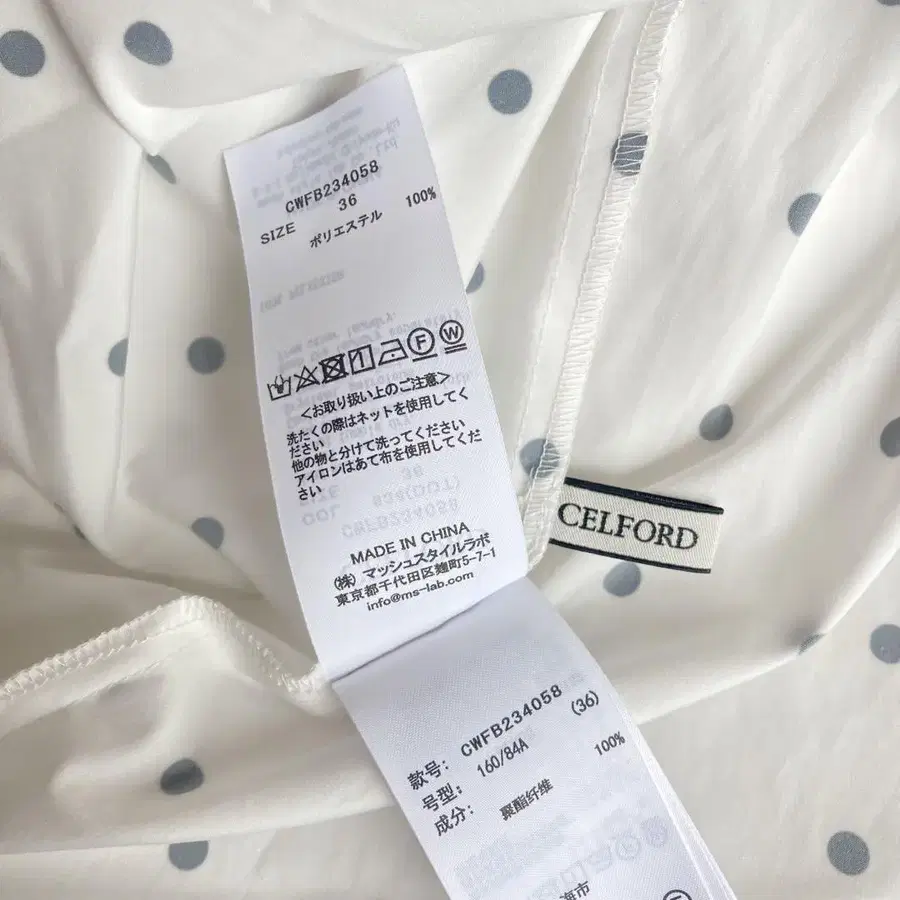 CWFB234058
SIZE 36
ポリエステル 100%
F W
<お取り扱い上のご注意>
洗たくの際はネットを使用してく
ださい
他の物と分けて洗ってください
アイロンはあて布を使用してくだ
さい
MADE IN CHINA
(株) マッシュスタイルラボ
東京都千代田区麹町5-7-1
info@ms-lab.com
CELFORD
款号: CWFB234058
号型: 160/84A (36)
成分: 聚酯纤维 100%
海市